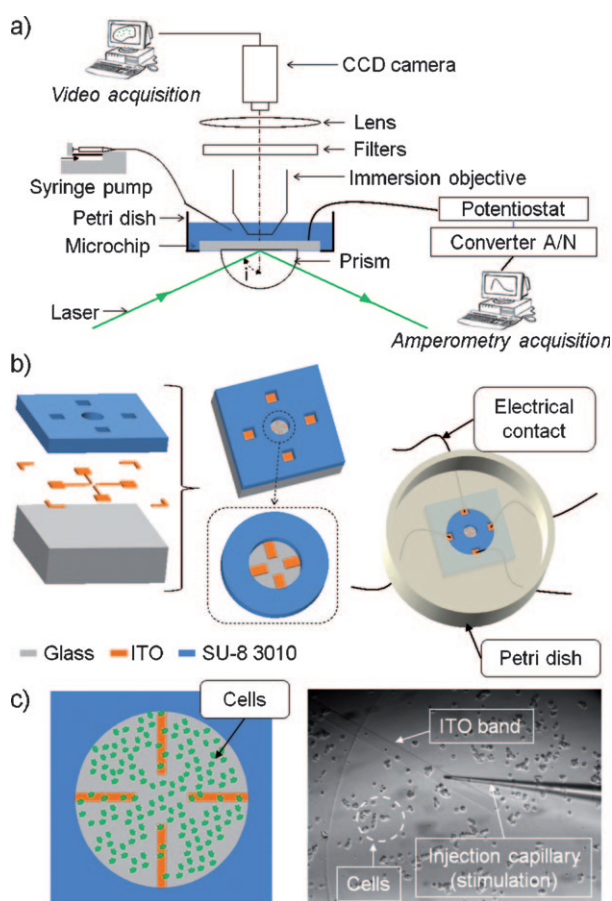 a)
CCD camera
Video acquisition
Lens
Filters
Syringe pump
Immersion objective
Petri dish
Potentiostat
Microchip
Converter A/N
Prism
i
Laser
Amperometry acquisition
b)
Electrical
contact
Glass
ITO
SU-8 3010
Petri dish
c)
Cells
ITO band
Cells
Injection capillary
(stimulation)